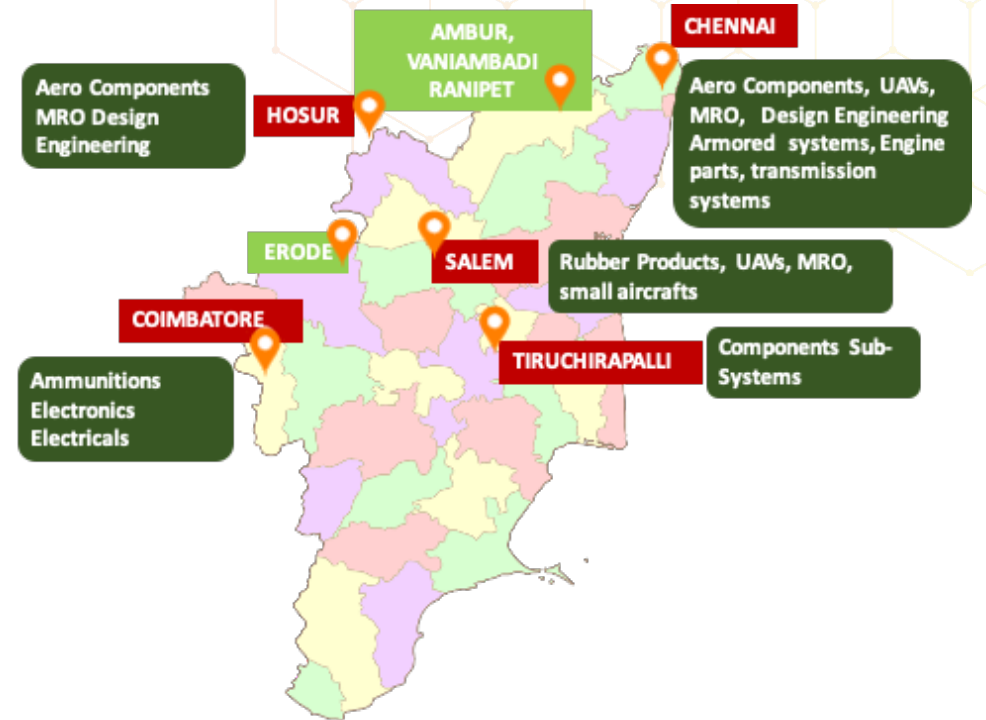 CHENNAI
AMBUR,
VANIAMBADI
RANIPET
Aero Components
MRO Design
Engineering
HOSUR
Aero Components, UAVs,
MRO, Design Engineering
Armored systems, Engine
parts, transmission
systems
ERODE
SALEM
Rubber Products, UAVs, MRO,
small aircrafts
COIMBATORE
TIRUCHIRAPALLI
Components Sub-
Systems
Ammunitions
Electronics
Electricals